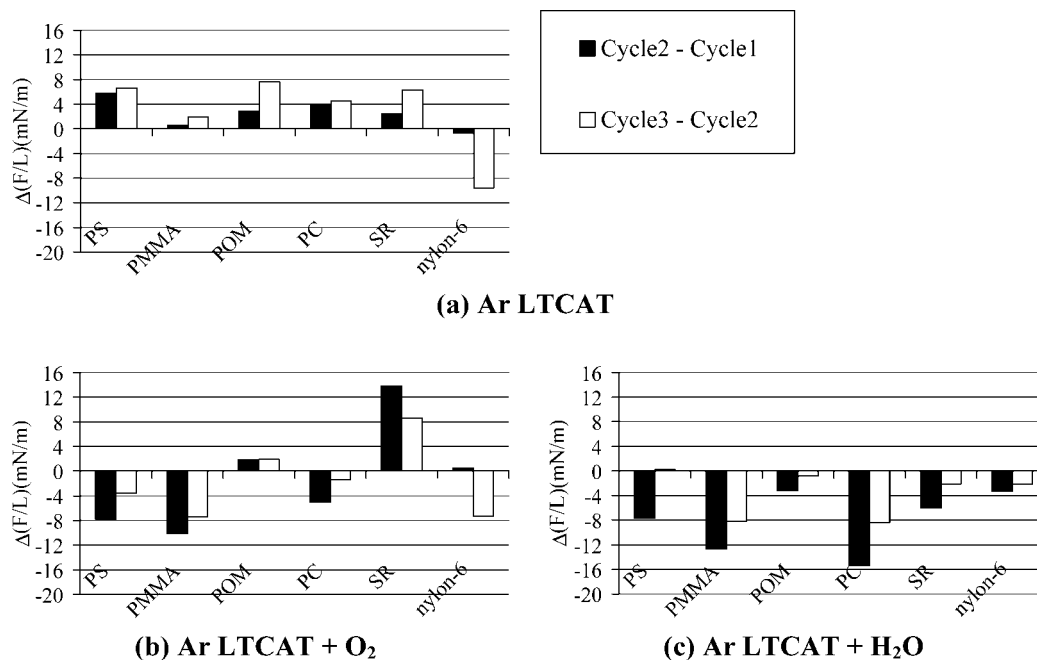 16
12
8
4
0
-4
-8
-12
-16
-20
Δ(F/L)(mN/m)
PS
PMMA
POM
PC
SR
nylon-6
Cycle2 - Cycle1
Cycle3 - Cycle2
(a) Ar LTCAT
16
12
8
4
0
-4
-8
-12
-16
-20
Δ(F/L)(mN/m)
PS
PMMA
POM
PC
SR
nylon-6
(b) Ar LTCAT + O₂
16
12
8
4
0
-4
-8
-12
-16
-20
Δ(F/L)(mN/m)
PS
PMMA
POM
PC
SR
nylon-6
(c) Ar LTCAT + H₂O